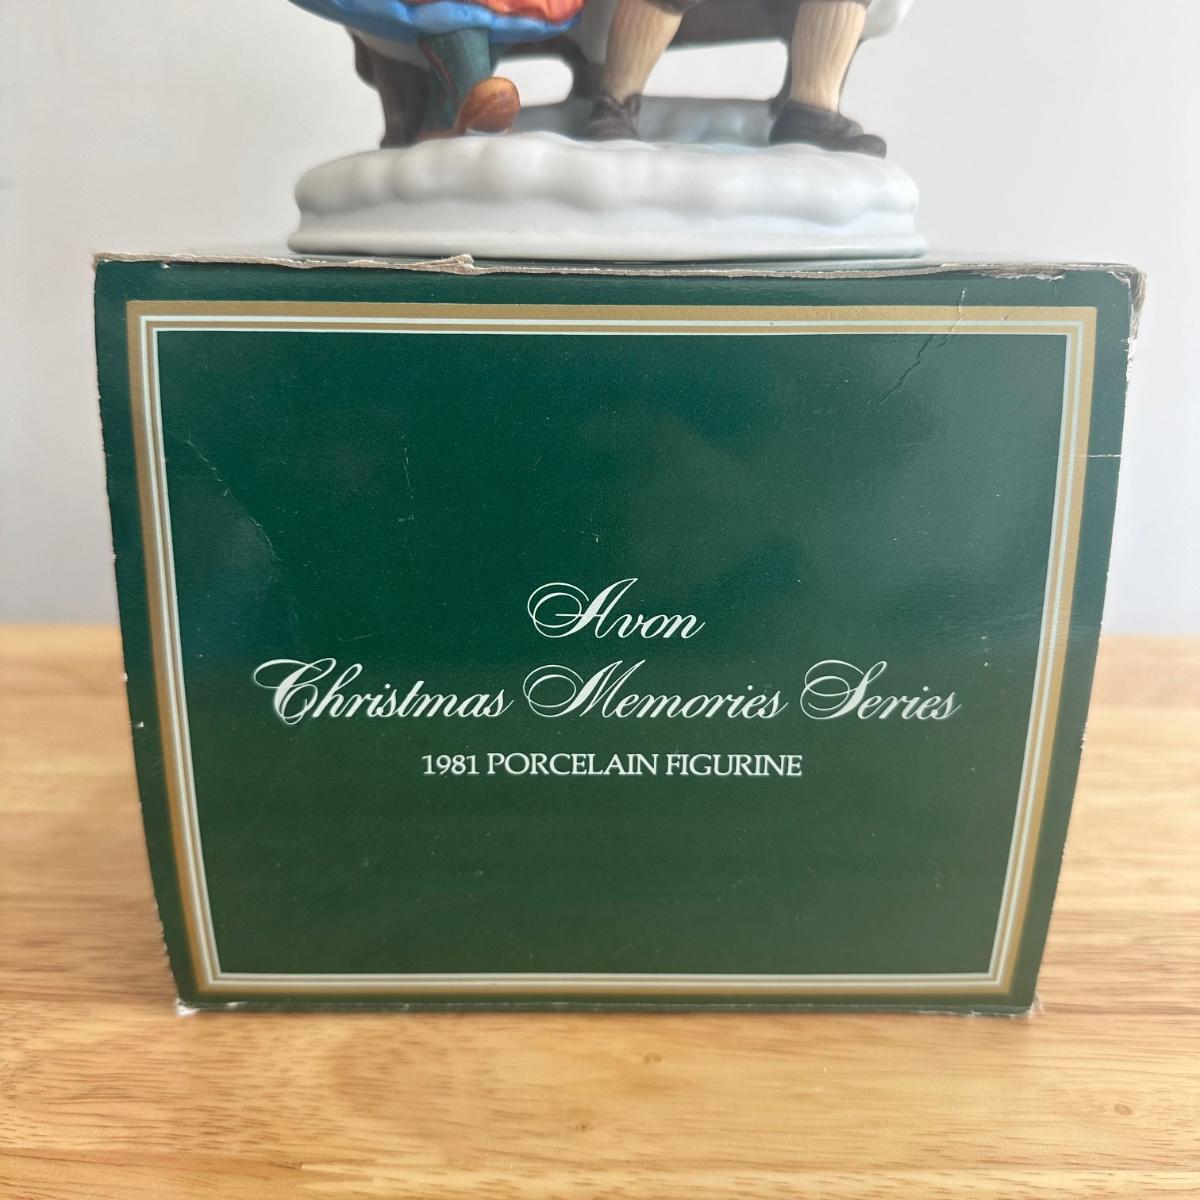 Avon
Christmas Memories Series
1981 PORCELAIN FIGURINE